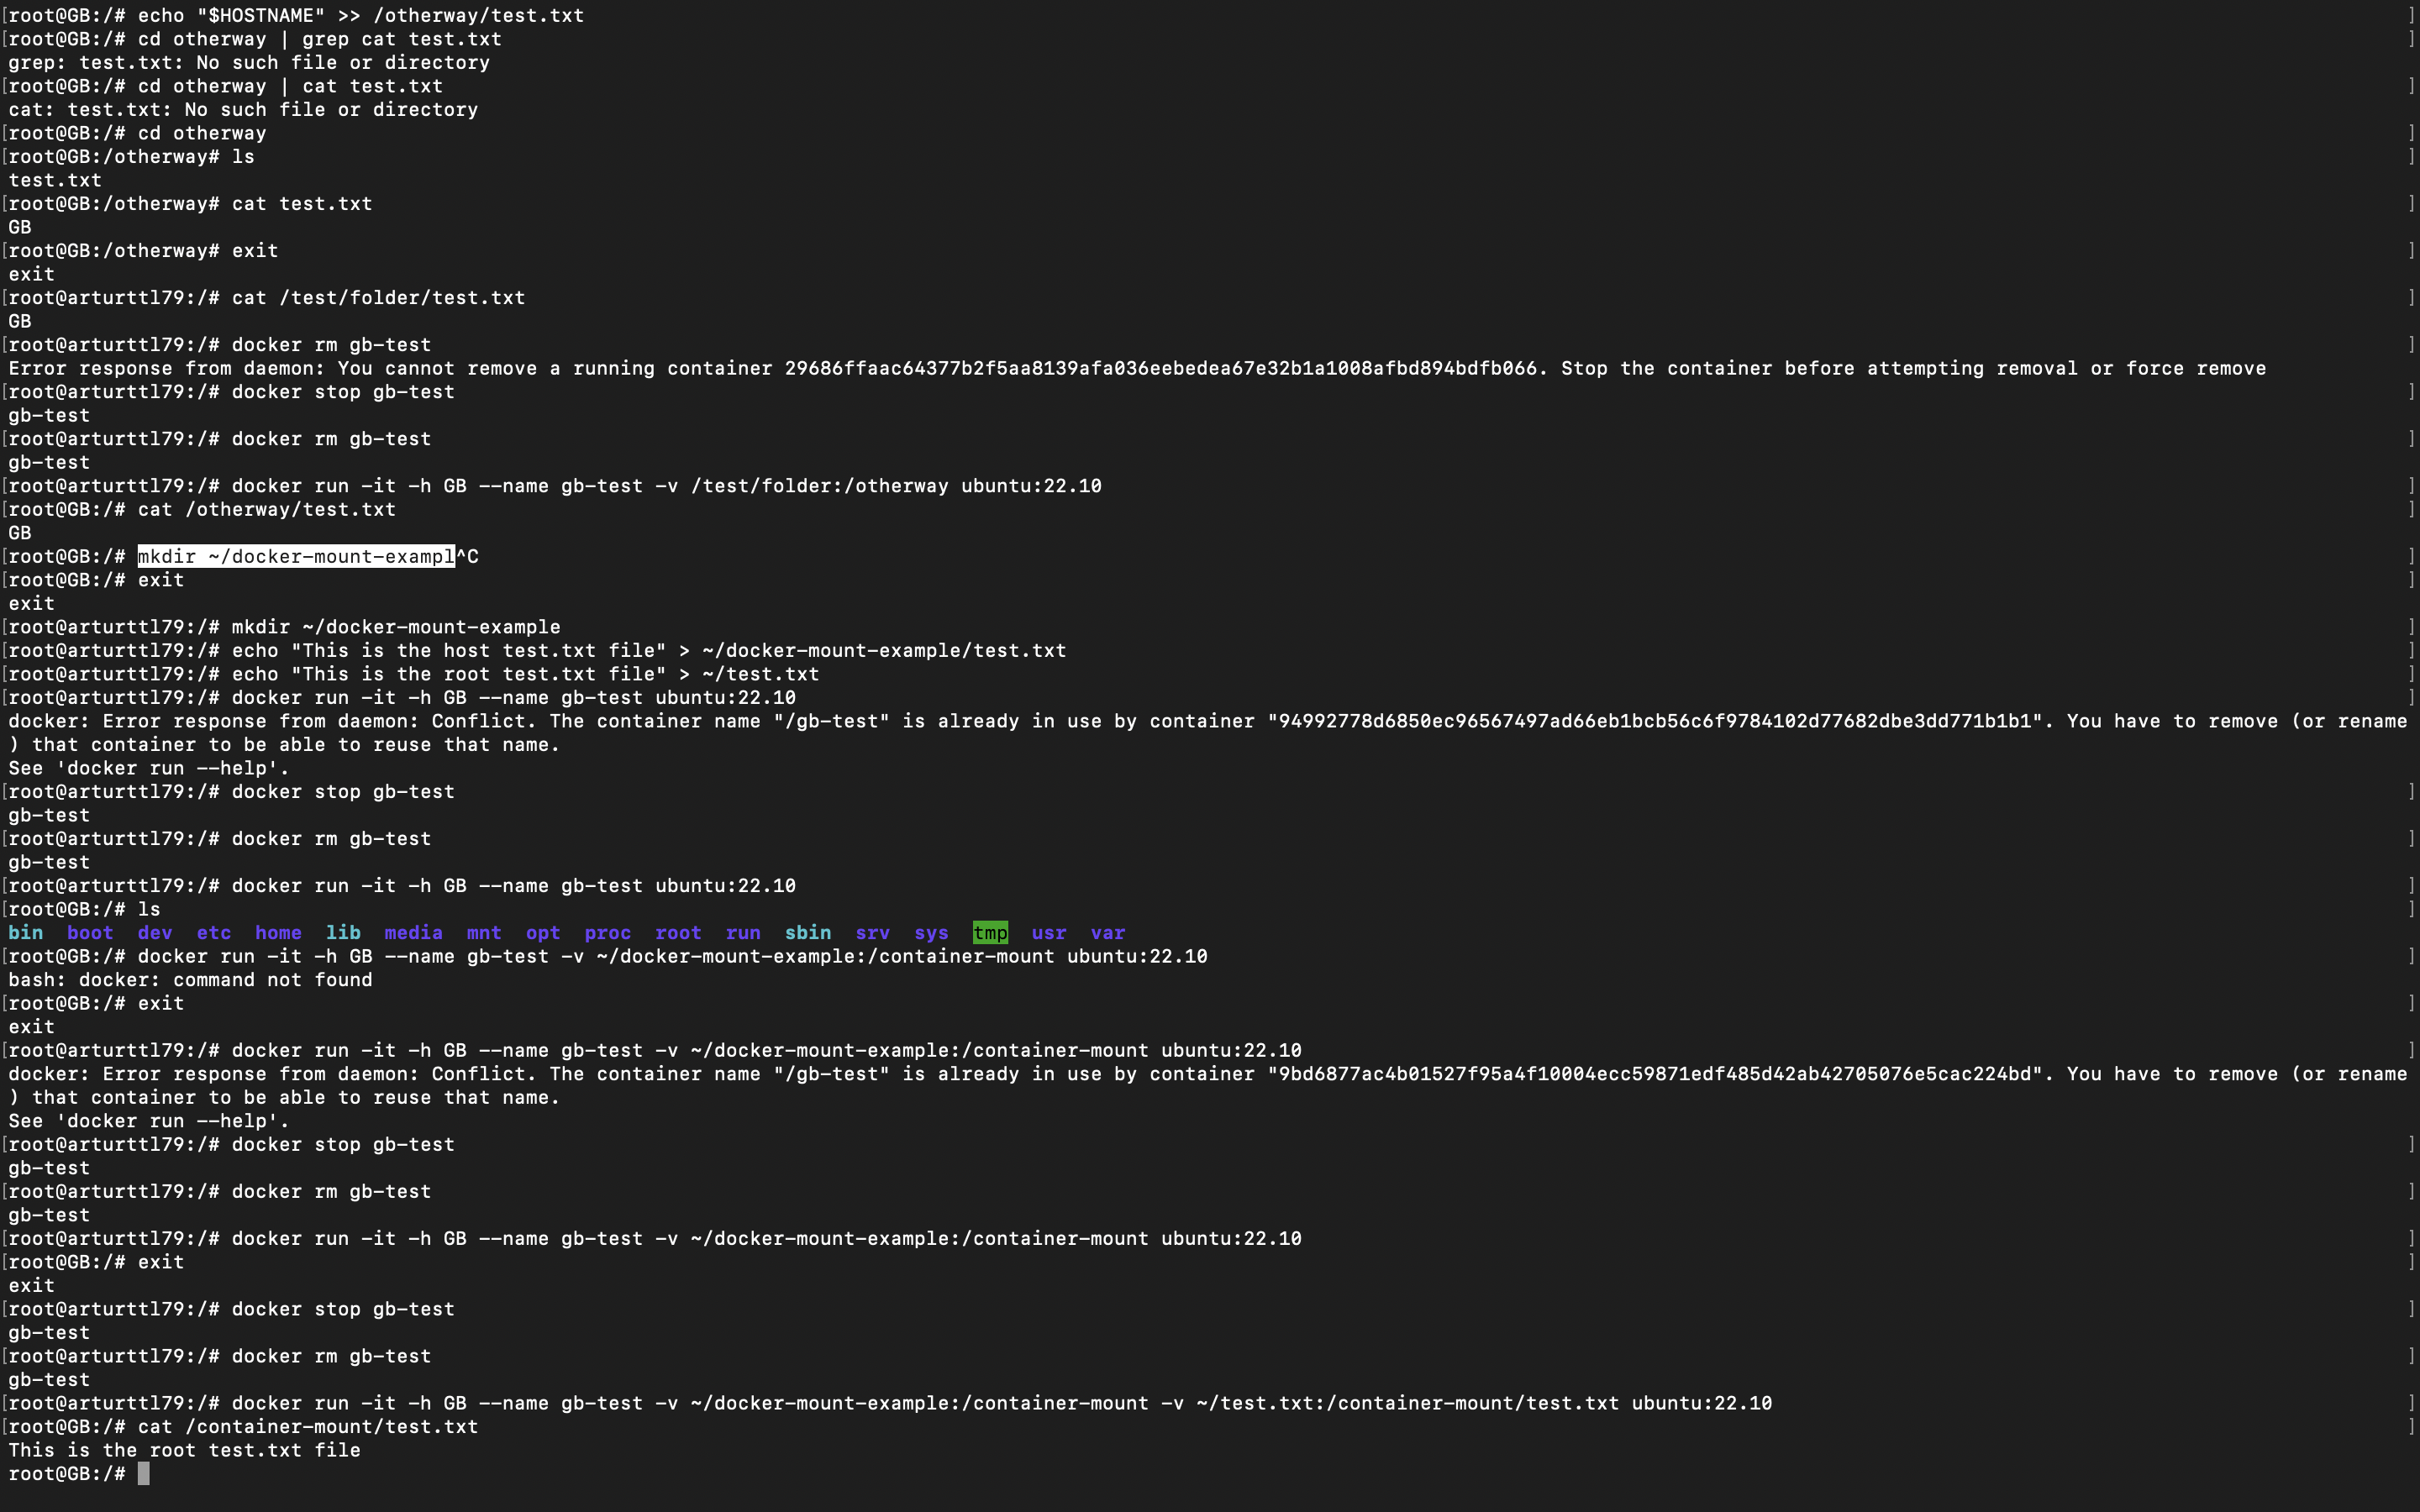 [root@GB:/# echo "$HOSTNAME" >> /otherway/test.txt ]
[root@GB:/# cd otherway | grep cat test.txt ]
grep: test.txt: No such file or directory
[root@GB:/# cd otherway | cat test.txt ]
cat: test.txt: No such file or directory
[root@GB:/# cd otherway ]
[root@GB:/otherway# ls ]
test.txt
[root@GB:/otherway# cat test.txt ]
GB
[root@GB:/otherway# exit ]
exit
[root@arturttl79:/# cat /test/folder/test.txt ]
GB
[root@arturttl79:/# docker rm gb-test ]
Error response from daemon: You cannot remove a running container 29686ffaac64377b2f5aa8139afa036eebedea67e32b1a1008afbd894bdfb066. Stop the container before attempting removal or force remove
[root@arturttl79:/# docker stop gb-test ]
gb-test
[root@arturttl79:/# docker rm gb-test ]
gb-test
[root@arturttl79:/# docker run -it -h GB --name gb-test -v /test/folder:/otherway ubuntu:22.10 ]
[root@GB:/# cat /otherway/test.txt ]
GB
[root@GB:/# mkdir ~/docker-mount-exampl^C ]
[root@GB:/# exit ]
exit
[root@arturttl79:/# mkdir ~/docker-mount-example ]
[root@arturttl79:/# echo "This is the host test.txt file" > ~/docker-mount-example/test.txt ]
[root@arturttl79:/# echo "This is the root test.txt file" > ~/test.txt ]
[root@arturttl79:/# docker run -it -h GB --name gb-test ubuntu:22.10 ]
docker: Error response from daemon: Conflict. The container name "/gb-test" is already in use by container "94992778d6850ec96567497ad66eb1bcb56c6f9784102d77682dbe3dd771b1b1". You have to remove (or rename
) that container to be able to reuse that name.
See 'docker run --help'.
[root@arturttl79:/# docker stop gb-test ]
gb-test
[root@arturttl79:/# docker rm gb-test ]
gb-test
[root@arturttl79:/# docker run -it -h GB --name gb-test ubuntu:22.10 ]
[root@GB:/# ls ]
bin boot dev etc home lib media mnt opt proc root run sbin srv sys tmp usr var
[root@GB:/# docker run -it -h GB --name gb-test -v ~/docker-mount-example:/container-mount ubuntu:22.10 ]
bash: docker: command not found
[root@GB:/# exit ]
exit
[root@arturttl79:/# docker run -it -h GB --name gb-test -v ~/docker-mount-example:/container-mount ubuntu:22.10 ]
docker: Error response from daemon: Conflict. The container name "/gb-test" is already in use by container "9bd6877ac4b01527f95a4f10004ecc59871edf485d42ab42705076e5cac224bd". You have to remove (or rename
) that container to be able to reuse that name.
See 'docker run --help'.
[root@arturttl79:/# docker stop gb-test ]
gb-test
[root@arturttl79:/# docker rm gb-test ]
gb-test
[root@arturttl79:/# docker run -it -h GB --name gb-test -v ~/docker-mount-example:/container-mount ubuntu:22.10 ]
[root@GB:/# exit ]
exit
[root@arturttl79:/# docker stop gb-test ]
gb-test
[root@arturttl79:/# docker rm gb-test ]
gb-test
[root@arturttl79:/# docker run -it -h GB --name gb-test -v ~/docker-mount-example:/container-mount -v ~/test.txt:/container-mount/test.txt ubuntu:22.10 ]
[root@GB:/# cat /container-mount/test.txt ]
This is the root test.txt file
root@GB:/#